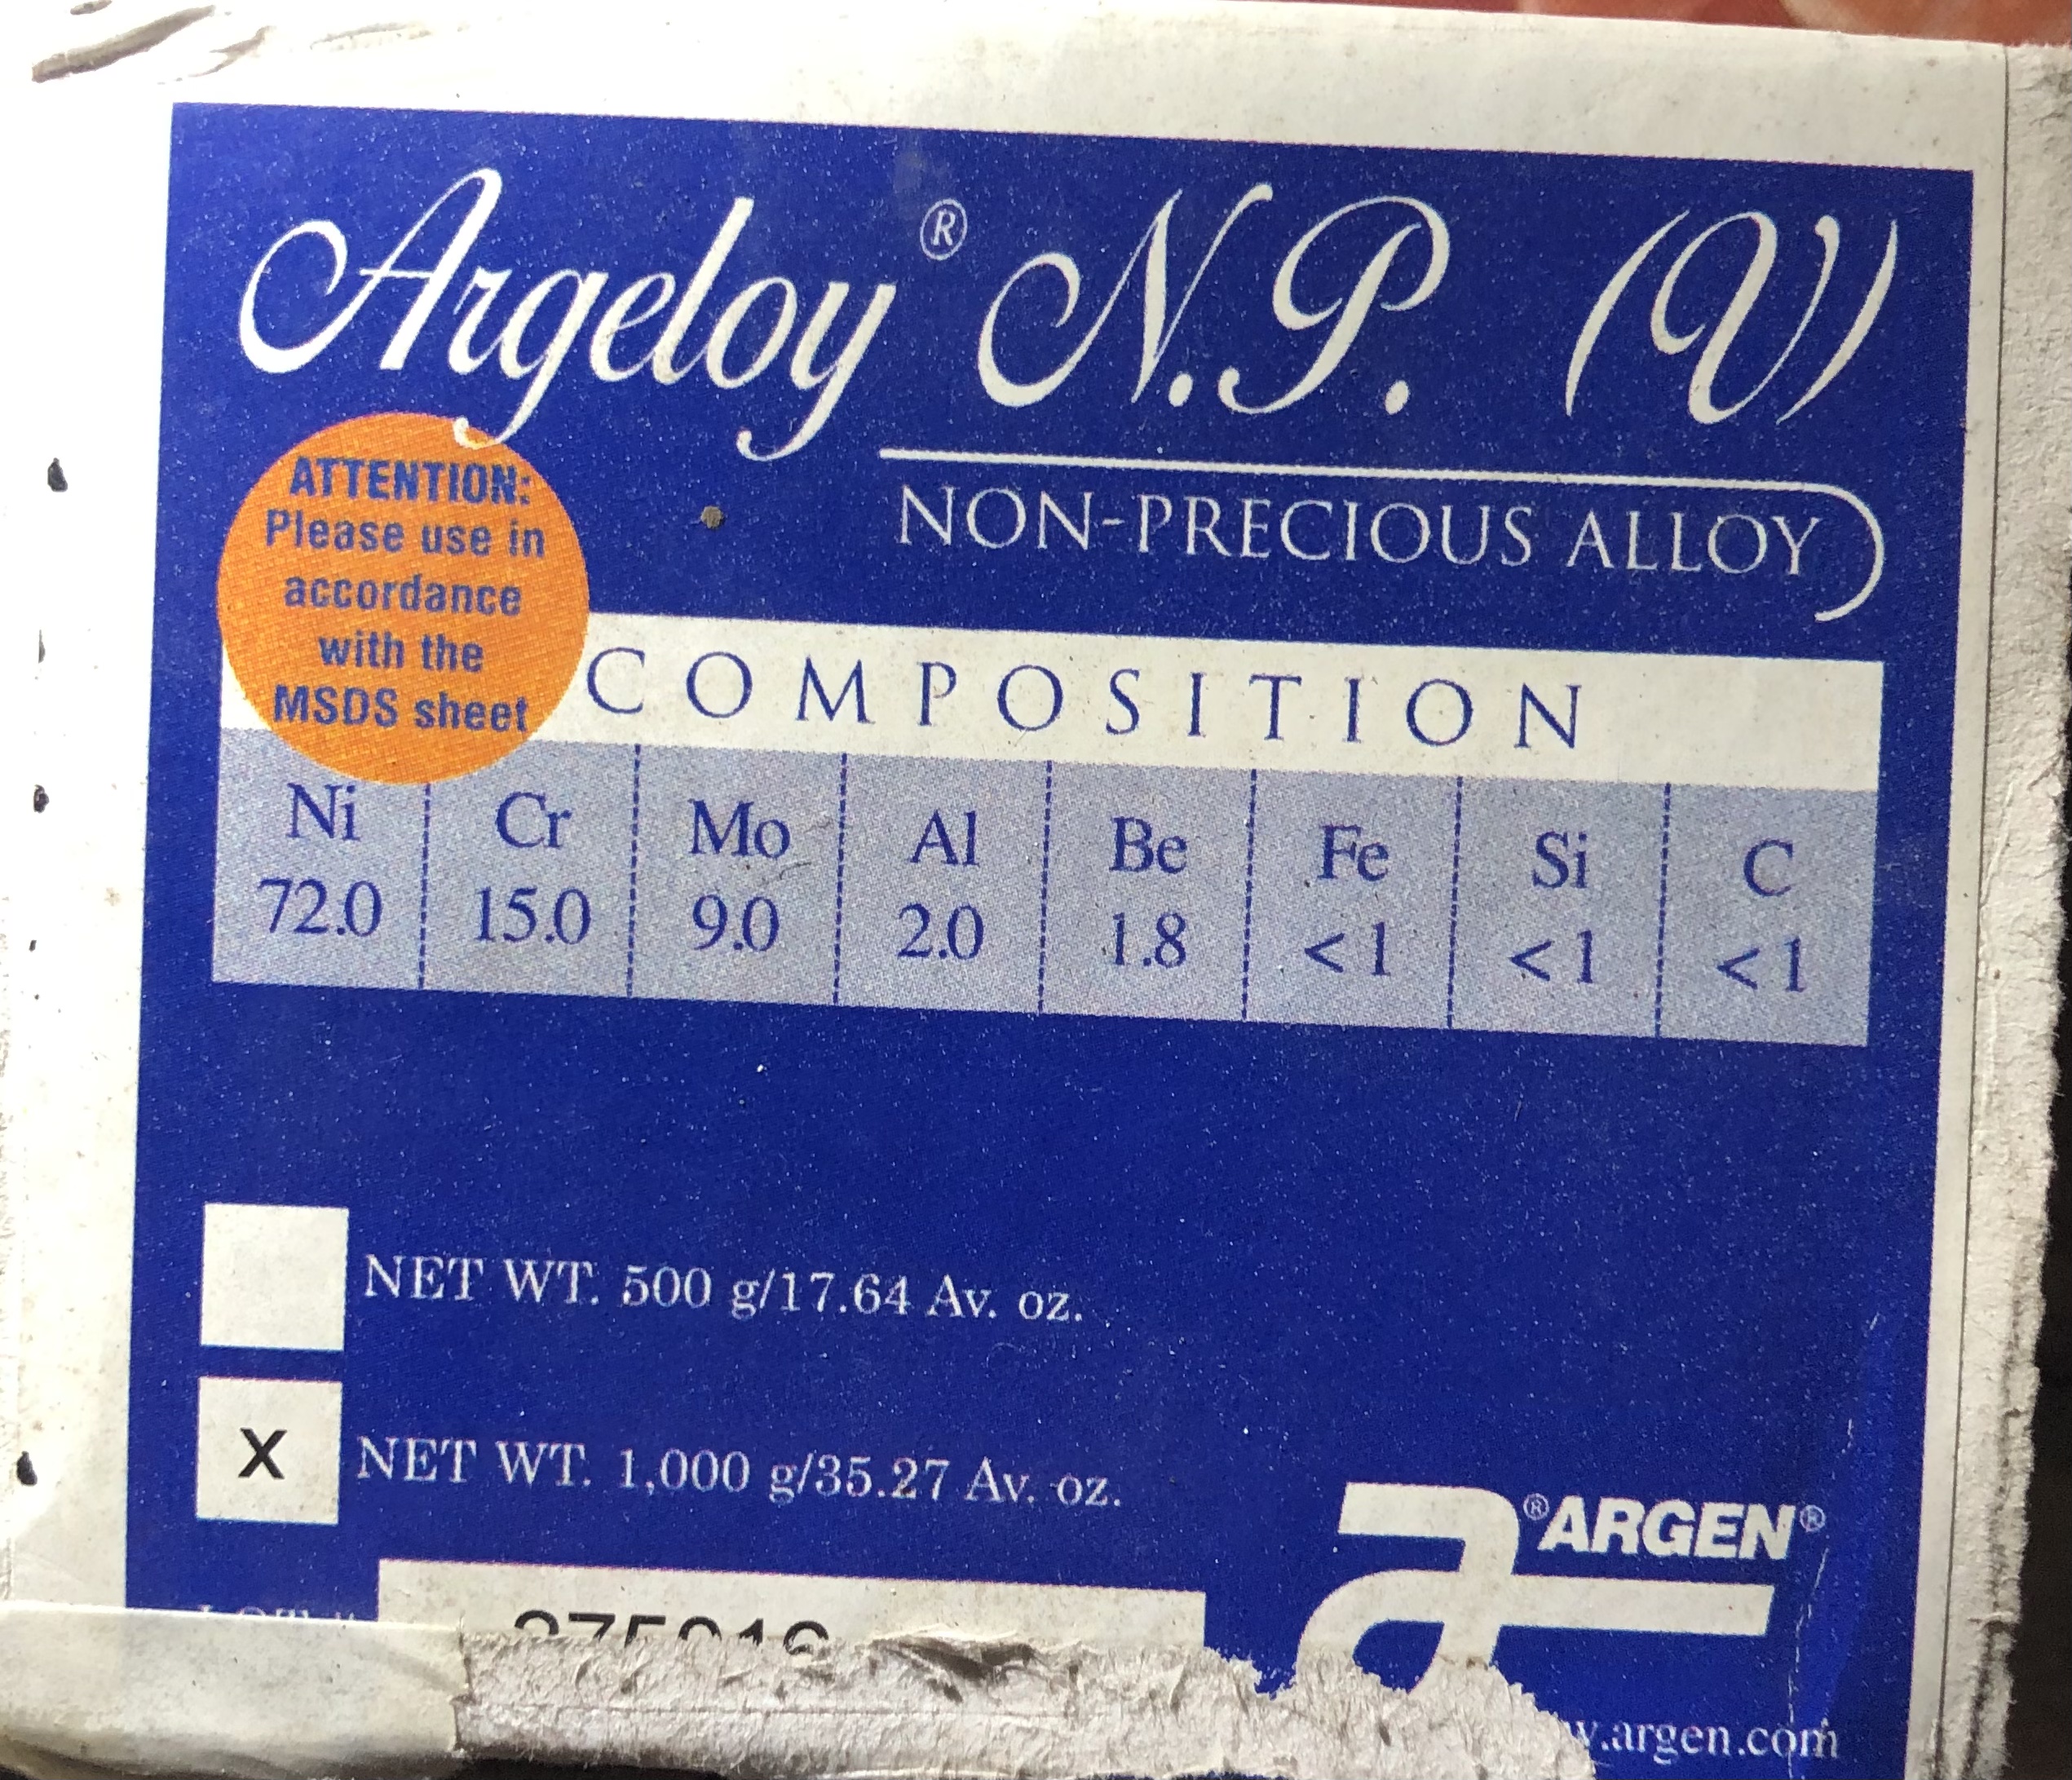 Argeloy® N.P. (V)
NON-PRECIOUS ALLOY
ATTENTION:
Please use in
accordance
with the
MSDS sheet
COMPOSITION
Ni Cr Mo Al Be Fe Si C
72.0 15.0 9.0 2.0 1.8 <1 <1 <1
NET WT. 500 g/17.64 Av. oz.
X NET WT. 1,000 g/35.27 Av. oz.
®ARGEN®
.argen.com